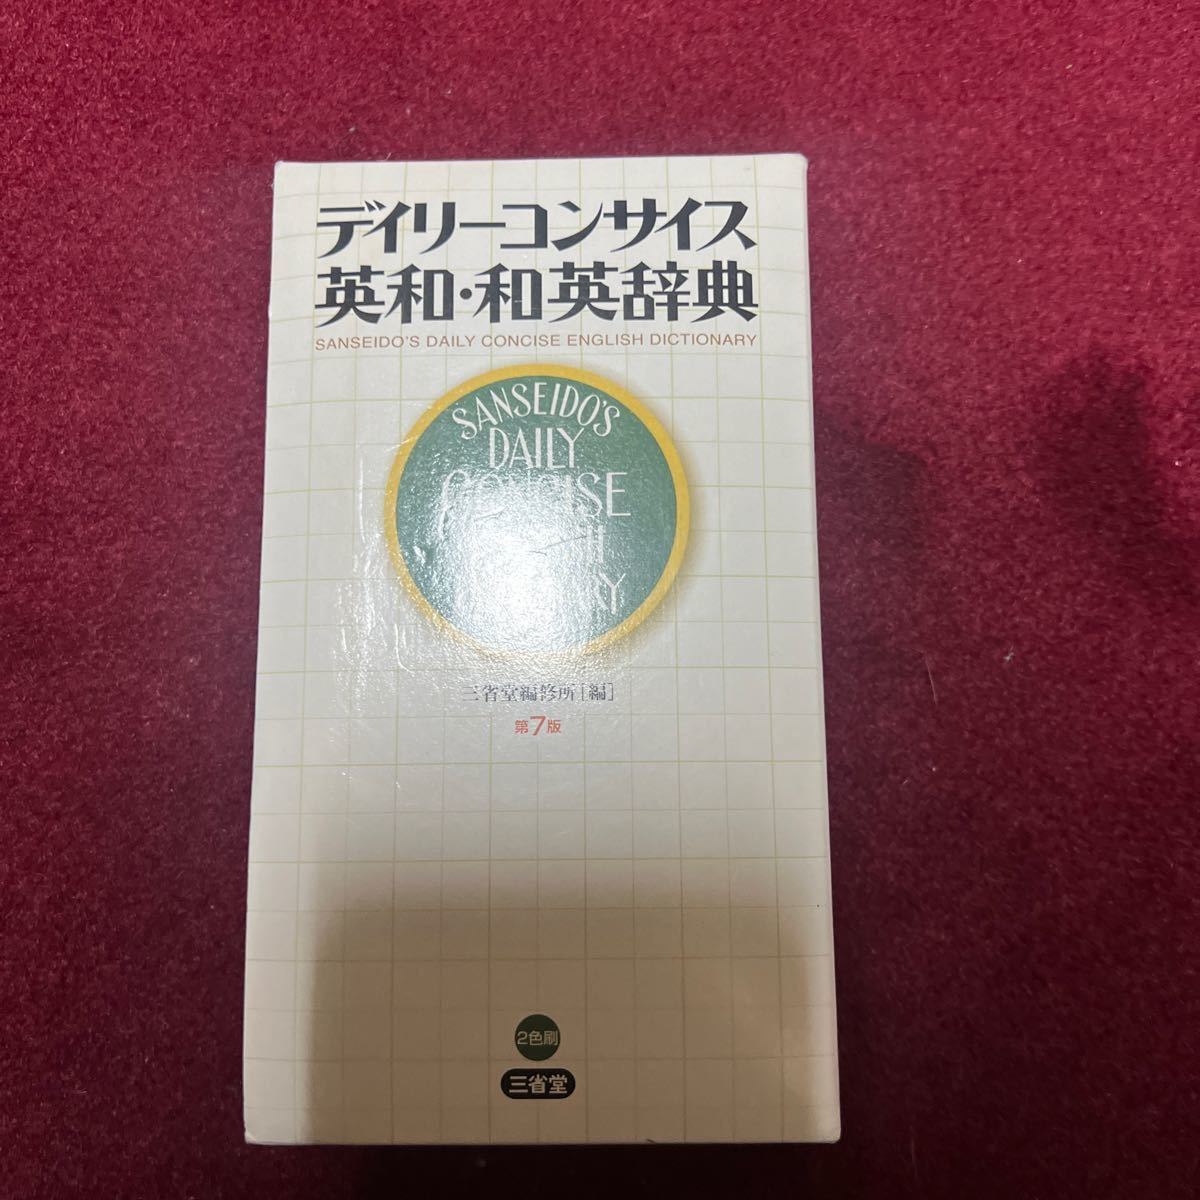 デイリーコンサイス
英和・和英辞典
SANSEIDO'S DAILY CONCISE ENGLISH DICTIONARY
SANSEIDO'S
DAILY
CONCISE
三省堂編修所[編]
第7版
2色刷
三省堂